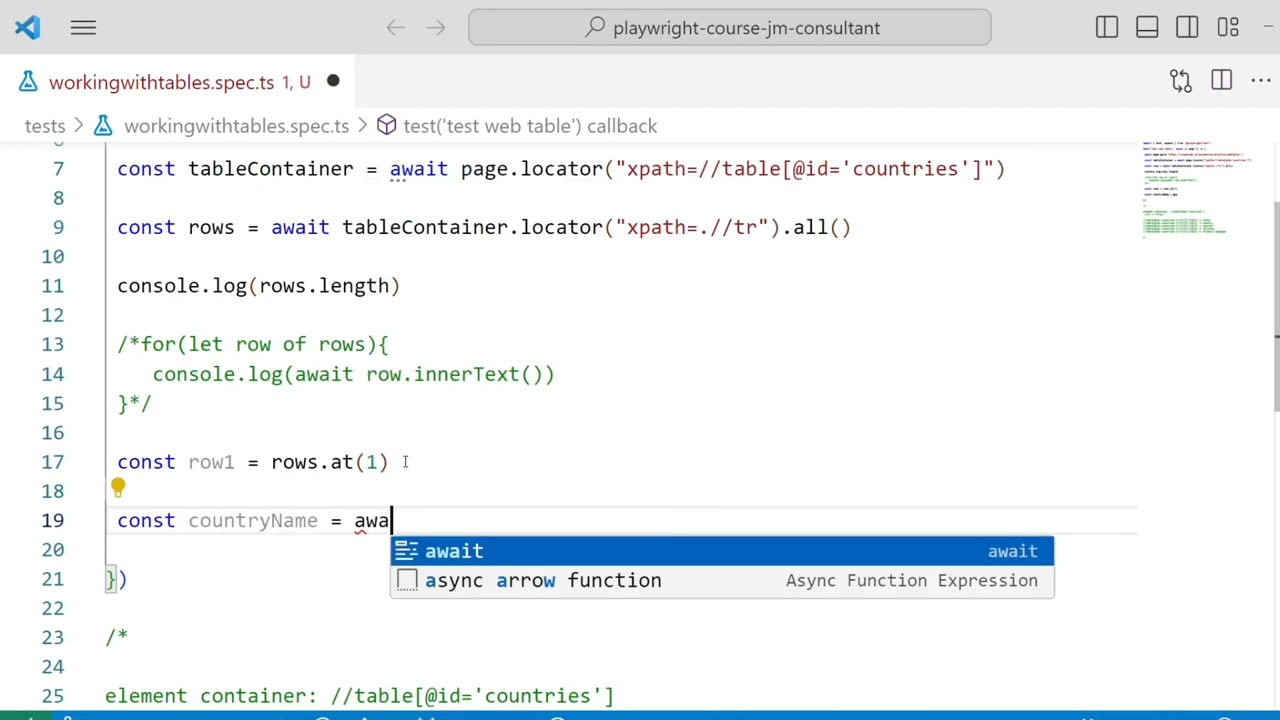 playwright-course-jm-consultant
workingwithtables.spec.ts 1, U
tests > workingwithtables.spec.ts > test('test web table') callback
7 const tableContainer = await page.locator("xpath=//table[@id='countries']")
8
9 const rows = await tableContainer.locator("xpath=.//tr").all()
10
11 console.log(rows.length)
12
13 /*for(let row of rows){
14 console.log(await row.innerText())
15 }*/
16
17 const row1 = rows.at(1)
18
19 const countryName = awa
await await
20
async arrow function Async Function Expression
21 })
22
23 /*
24
25 element container: //table[@id='countries']